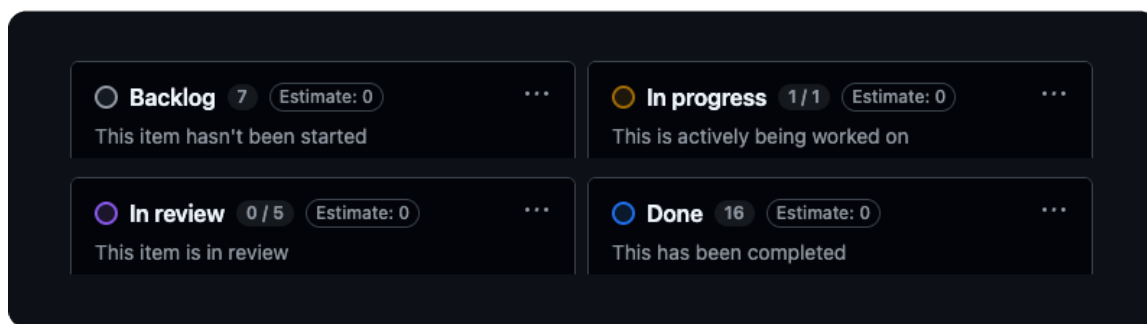 Backlog 7 Estimate: 0 ...
This item hasn't been started
In progress 1 / 1 Estimate: 0 ...
This is actively being worked on
In review 0 / 5 Estimate: 0 ...
This item is in review
Done 16 Estimate: 0 ...
This has been completed